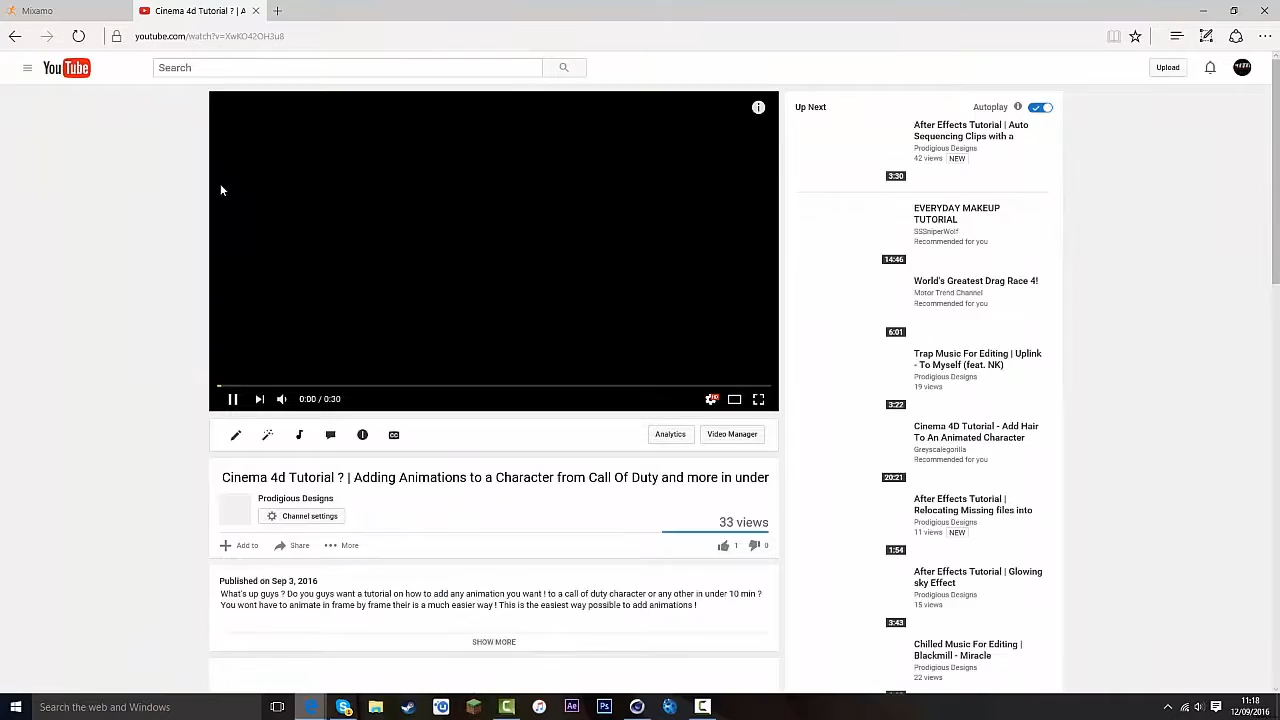 Mixamo
Cinema 4d Tutorial ? | A
youtube.com/watch?v=XwKO42OH3u8
YouTube
Search
Upload
Up Next
Autoplay
After Effects Tutorial | Auto
Sequencing Clips with a
Prodigious Designs
42 views NEW
3:30
EVERYDAY MAKEUP
TUTORIAL
SSSniperWolf
Recommended for you
14:46
World's Greatest Drag Race 4!
Motor Trend Channel
Recommended for you
6:01
Trap Music For Editing | Uplink
- To Myself (feat. NK)
Prodigious Designs
19 views
3:22
Cinema 4D Tutorial - Add Hair
To An Animated Character
Greyscalegorilla
Recommended for you
20:21
After Effects Tutorial |
Relocating Missing files into
Prodigious Designs
11 views NEW
1:54
After Effects Tutorial | Glowing
sky Effect
Prodigious Designs
15 views
3:43
Chilled Music For Editing |
Blackmill - Miracle
Prodigious Designs
22 views
0:00 / 0:30
Analytics
Video Manager
Cinema 4d Tutorial ? | Adding Animations to a Character from Call Of Duty and more in under
Prodigious Designs
Channel settings
33 views
Add to
Share
More
1
0
Published on Sep 3, 2016
What's up guys ? Do you guys want a tutorial on how to add any animation you want ! to a call of duty character or any other in under 10 min ?
You wont have to animate in frame by frame their is a much easier way ! This is the easiest way possible to add animations !
SHOW MORE
Search the web and Windows
Ae
Ps
11:18
12/09/2016